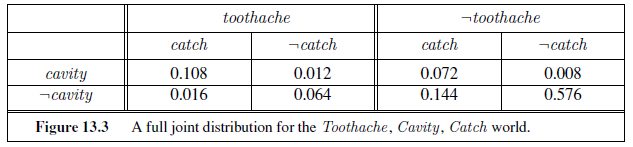 toothache ¬toothache
catch ¬catch catch ¬catch
cavity 0.108 0.012 0.072 0.008
¬cavity 0.016 0.064 0.144 0.576
Figure 13.3 A full joint distribution for the Toothache, Cavity, Catch world.